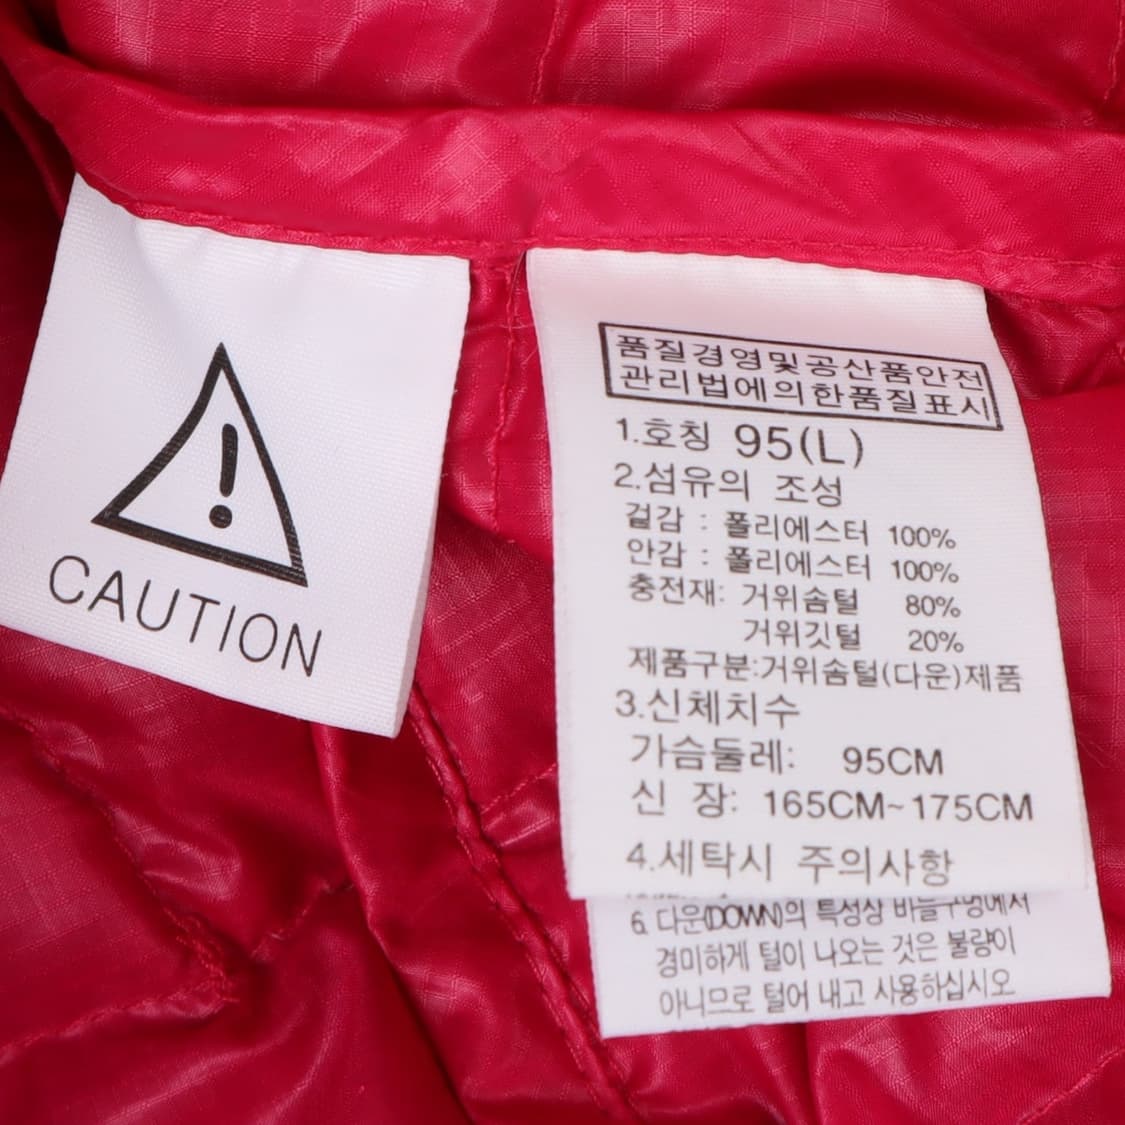 CAUTION
품질경영및공산품안전
관리법에의한품질표시
1.호칭 95(L)
2.섬유의 조성
겉감 : 폴리에스터 100%
안감 : 폴리에스터 100%
충전재: 거위솜털 80%
거위깃털 20%
제품구분:거위솜털(다운)제품
3.신체치수
가슴둘레: 95CM
신 장: 165CM~175CM
4.세탁시 주의사항
6. 다운(DOWN)의 특성상 바늘구멍에서
경미하게 털이 나오는 것은 불량이
아니므로 털어 내고 사용하십시오